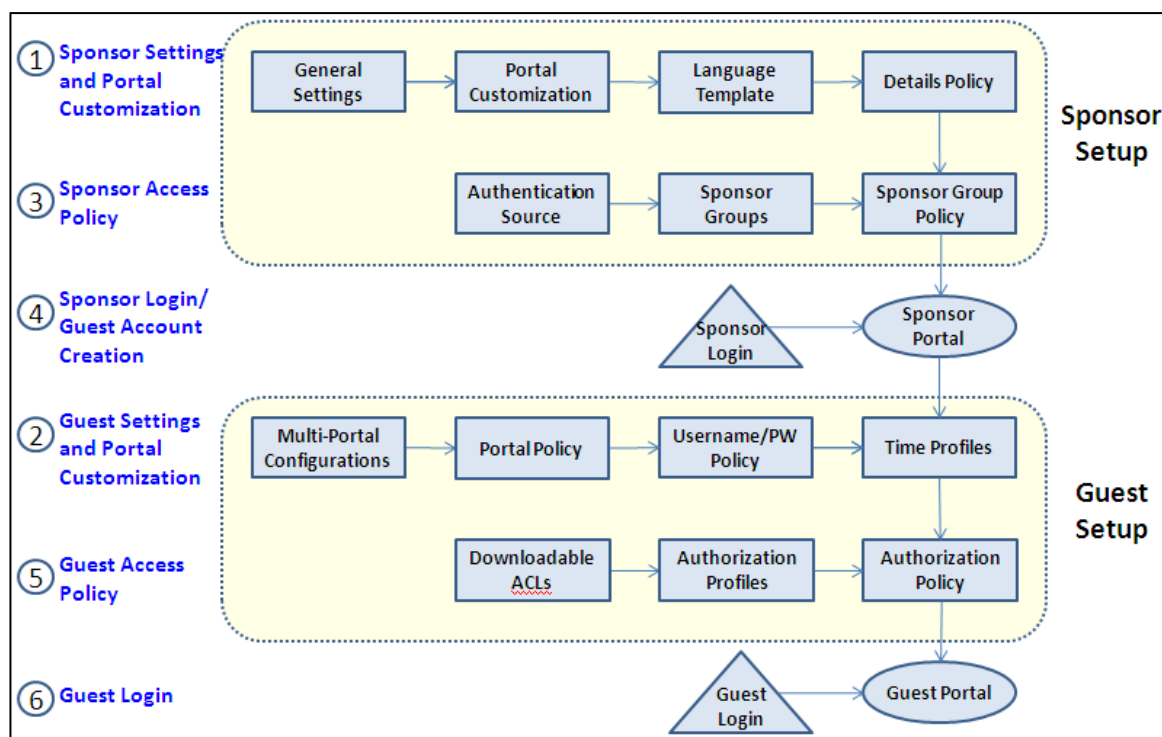 1
Sponsor Settings
and Portal
Customization
General
Settings
Portal
Customization
Language
Template
Details Policy
Sponsor
Setup
3
Sponsor Access
Policy
Authentication
Source
Sponsor
Groups
Sponsor Group
Policy
4
Sponsor Login/
Guest Account
Creation
Sponsor
Login
Sponsor
Portal
2
Guest Settings
and Portal
Customization
Multi-Portal
Configurations
Portal Policy
Username/PW
Policy
Time Profiles
Guest
Setup
5
Guest Access
Policy
Downloadable
ACLs
Authorization
Profiles
Authorization
Policy
6
Guest Login
Guest
Login
Guest Portal